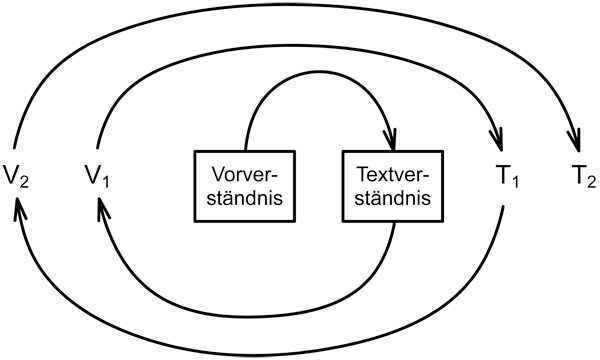 V₂ V₁ Vorver- Textver- T₁ T₂
ständnis ständnis